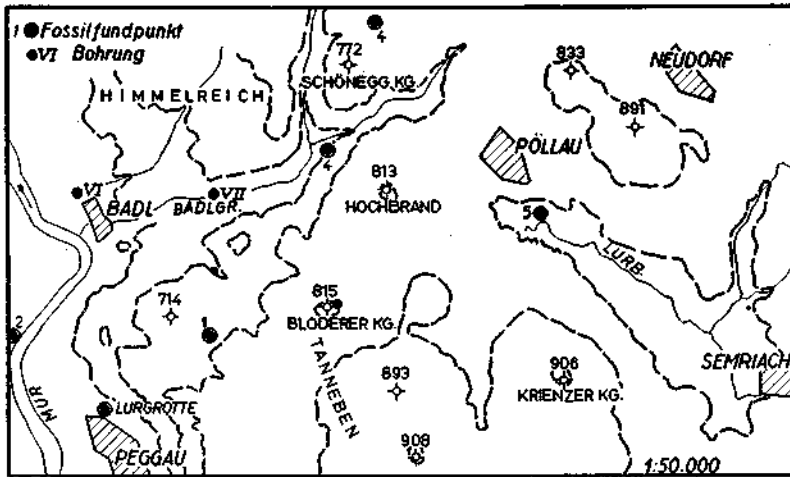 1 Fossilfundpunkt
VI Bohrung
4
772
SCHÖNEGG KG.
833
NEUDORF
891
HIMMELREICH
PÖLLAU
4
813
HOCHBRAND
VI
VII
BADL
BADLGR.
5
LURB.
714
815
BLODERER KG.
2
1
TANNEBEN
893
906
KRIENZER KG.
SEMRIACH
MUR
LURGROTTE
PEGGAU
908
1:50.000